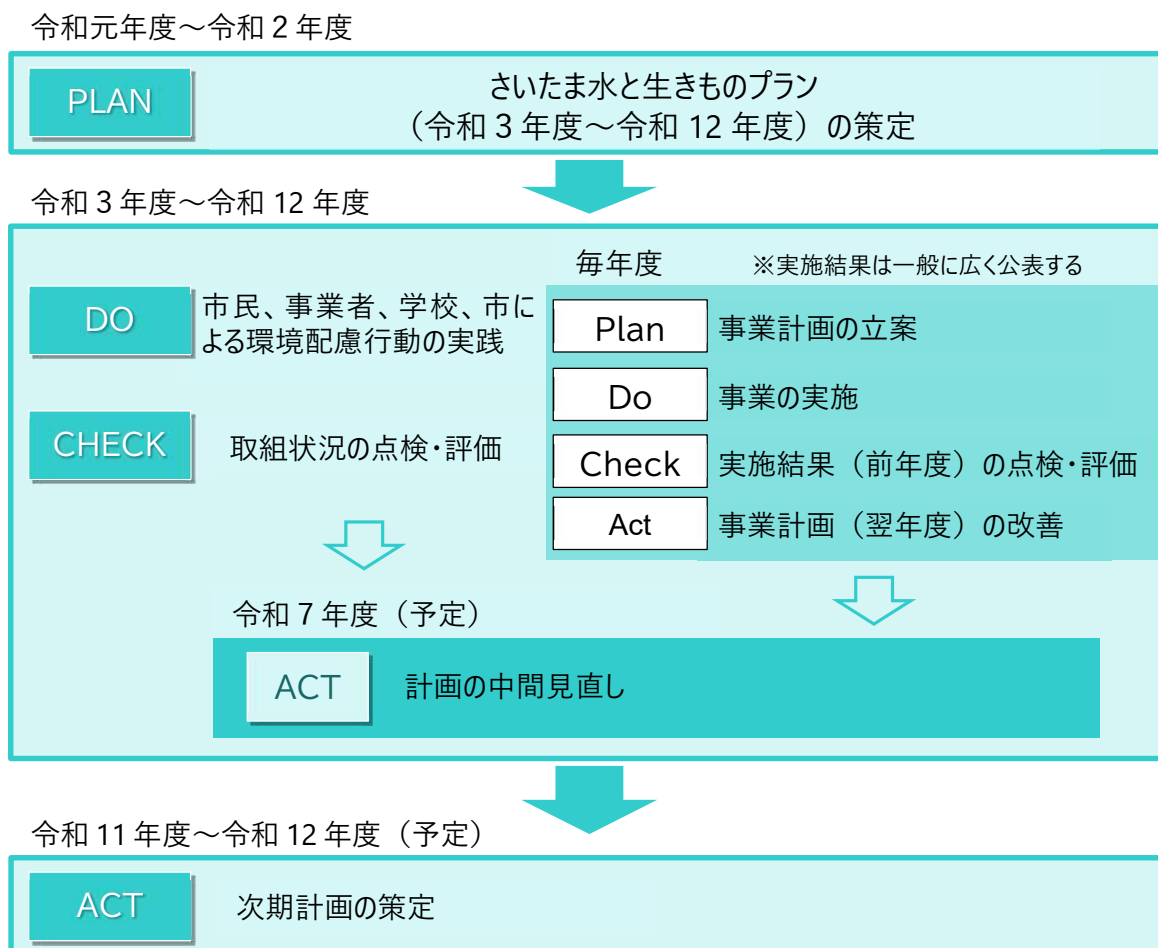 令和元年度～令和２年度
PLAN
さいたま水と生きものプラン
（令和３年度～令和 12 年度）の策定
令和３年度～令和 12 年度
DO
市民、事業者、学校、市に
よる環境配慮行動の実践
CHECK
取組状況の点検・評価
毎年度
※実施結果は一般に広く公表する
Plan
事業計画の立案
Do
事業の実施
Check
実施結果（前年度）の点検・評価
Act
事業計画（翌年度）の改善
令和７年度（予定）
ACT
計画の中間見直し
令和 11 年度～令和 12 年度（予定）
ACT
次期計画の策定